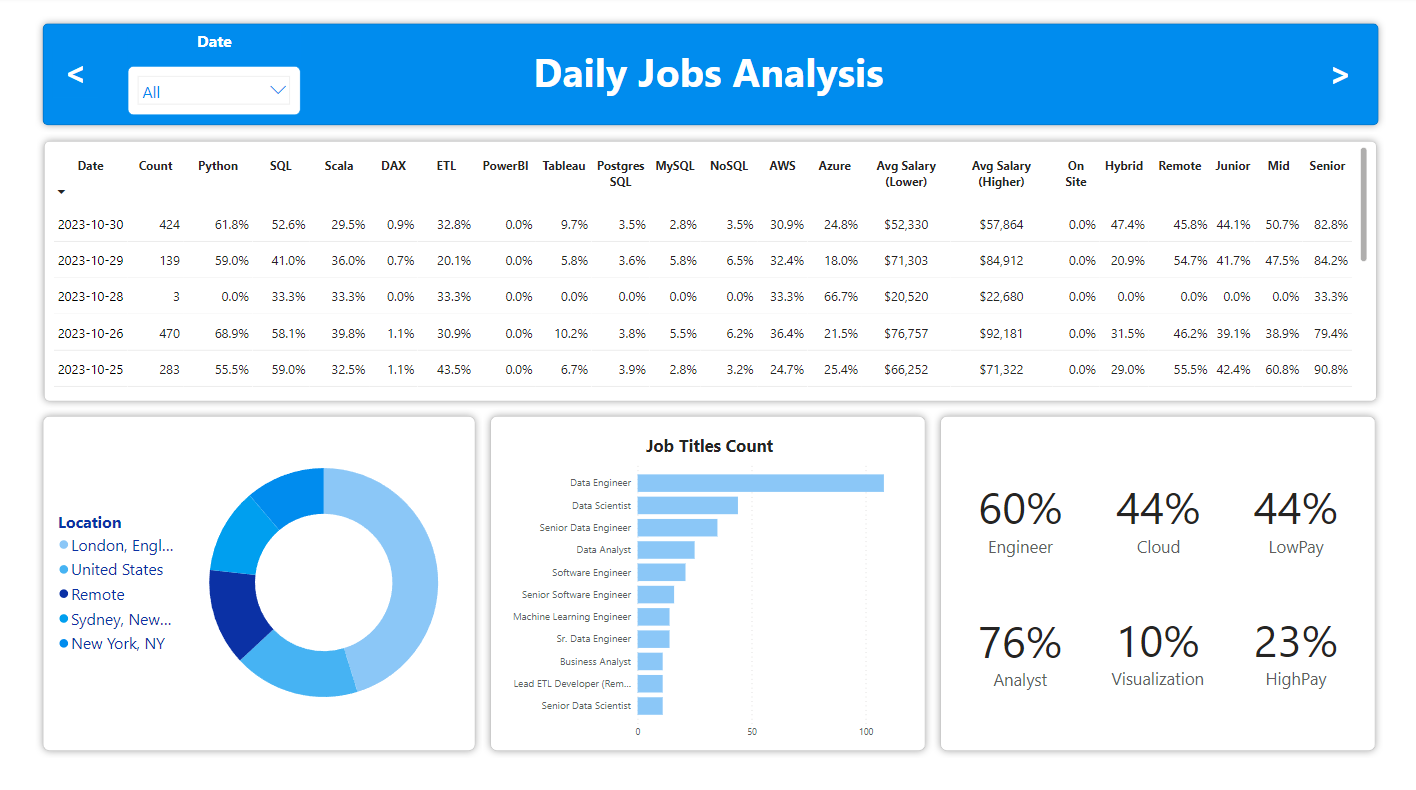 Date
<
All
Daily Jobs Analysis
>
Date Count Python SQL Scala DAX ETL PowerBI Tableau Postgres SQL MySQL NoSQL AWS Azure Avg Salary (Lower) Avg Salary (Higher) On Site Hybrid Remote Junior Mid Senior
2023-10-30 424 61.8% 52.6% 29.5% 0.9% 32.8% 0.0% 9.7% 3.5% 2.8% 3.5% 30.9% 24.8% $52,330 $57,864 0.0% 47.4% 45.8% 44.1% 50.7% 82.8%
2023-10-29 139 59.0% 41.0% 36.0% 0.7% 20.1% 0.0% 5.8% 3.6% 5.8% 6.5% 32.4% 18.0% $71,303 $84,912 0.0% 20.9% 54.7% 41.7% 47.5% 84.2%
2023-10-28 3 0.0% 33.3% 33.3% 0.0% 33.3% 0.0% 0.0% 0.0% 0.0% 0.0% 33.3% 66.7% $20,520 $22,680 0.0% 0.0% 0.0% 0.0% 0.0% 33.3%
2023-10-26 470 68.9% 58.1% 39.8% 1.1% 30.9% 0.0% 10.2% 3.8% 5.5% 6.2% 36.4% 21.5% $76,757 $92,181 0.0% 31.5% 46.2% 39.1% 38.9% 79.4%
2023-10-25 283 55.5% 59.0% 32.5% 1.1% 43.5% 0.0% 6.7% 3.9% 2.8% 3.2% 24.7% 25.4% $66,252 $71,322 0.0% 29.0% 55.5% 42.4% 60.8% 90.8%
Location
London, Engl...
United States
Remote
Sydney, New...
New York, NY
Job Titles Count
Data Engineer
Data Scientist
Senior Data Engineer
Data Analyst
Software Engineer
Senior Software Engineer
Machine Learning Engineer
Sr. Data Engineer
Business Analyst
Lead ETL Developer (Rem...
Senior Data Scientist
0 50 100
60% 44% 44%
Engineer Cloud LowPay
76% 10% 23%
Analyst Visualization HighPay